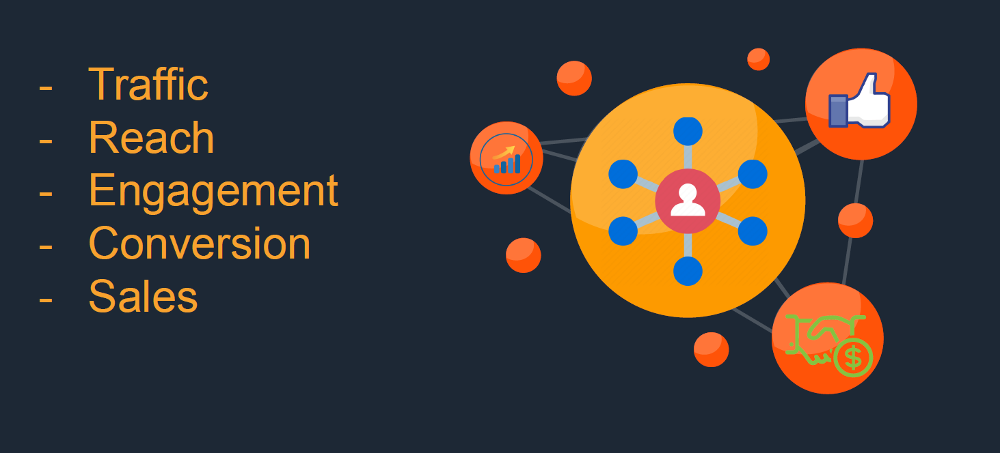 - Traffic
- Reach
- Engagement
- Conversion
- Sales
$